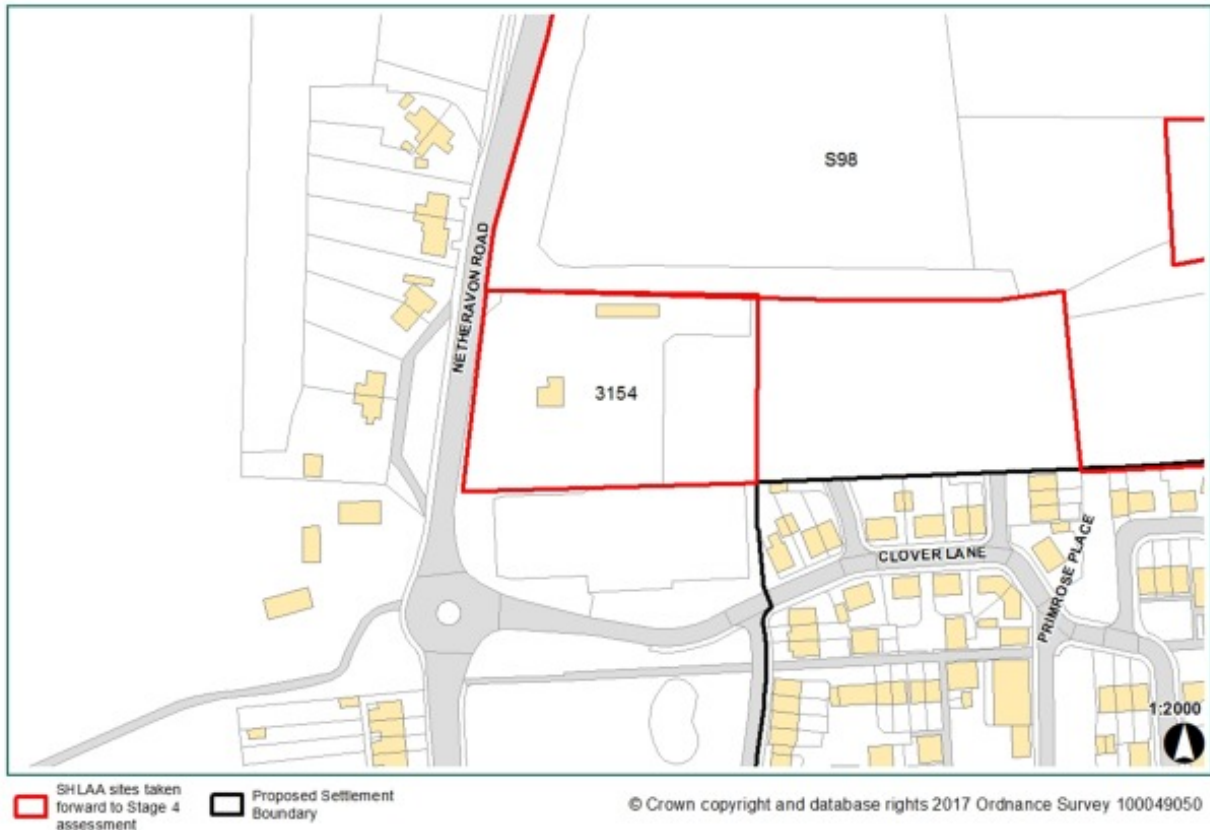 S98
NETHERAVON ROAD
3154
CLOVER LANE
PRIMROSE PLACE
1:2000
SHLAA sites taken
forward to Stage 4
assessment
Proposed Settlement
Boundary
© Crown copyright and database rights 2017 Ordnance Survey 100049050